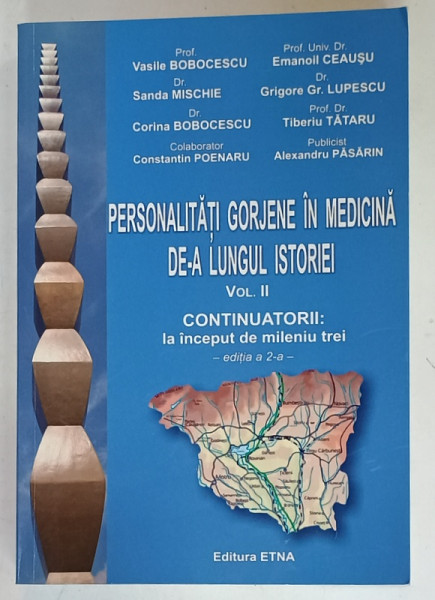 Prof.
Vasile BOBOCESCU
Dr.
Sanda MISCHIE
Dr.
Corina BOBOCESCU
Colaborator
Constantin POENARU
Prof. Univ. Dr.
Emanoil CEAUȘU
Dr.
Grigore Gr. LUPESCU
Prof. Dr.
Tiberiu TĂTARU
Publicist
Alexandru PĂSĂRIN
PERSONALITĂȚI GORJENE ÎN MEDICINĂ
DE-A LUNGUL ISTORIEI
VOL. II
CONTINUATORII:
la început de mileniu trei
– ediția a 2-a –
Editura ETNA